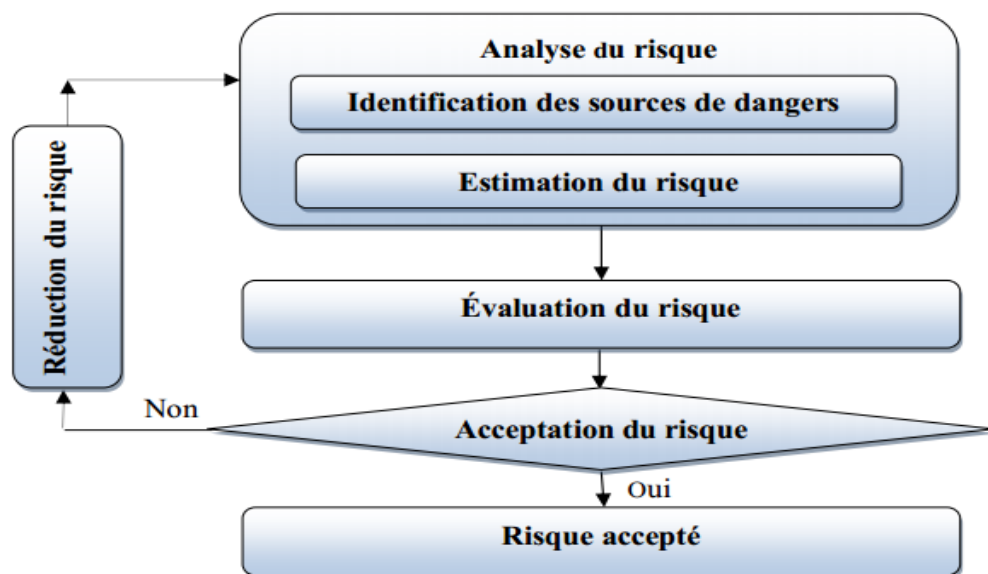 Analyse du risque
Identification des sources de dangers
Estimation du risque
Réduction du risque
Évaluation du risque
Non
Acceptation du risque
Oui
Risque accepté